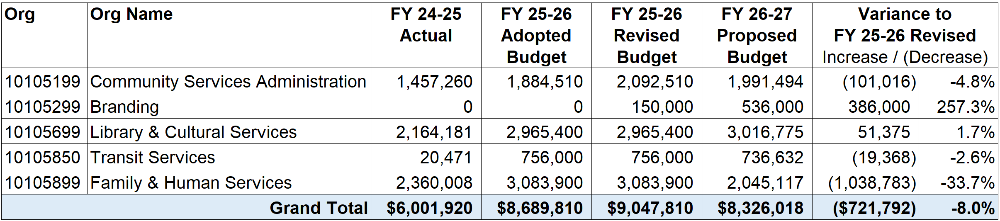 Org Org Name FY 24-25 FY 25-26 FY 25-26 FY 26-27 Variance to
Actual Adopted Revised Proposed FY 25-26 Revised
Budget Budget Budget Increase / (Decrease)
10105199 Community Services Administration 1,457,260 1,884,510 2,092,510 1,991,494 (101,016) -4.8%
10105299 Branding 0 0 150,000 536,000 386,000 257.3%
10105699 Library & Cultural Services 2,164,181 2,965,400 2,965,400 3,016,775 51,375 1.7%
10105850 Transit Services 20,471 756,000 756,000 736,632 (19,368) -2.6%
10105899 Family & Human Services 2,360,008 3,083,900 3,083,900 2,045,117 (1,038,783) -33.7%
Grand Total $6,001,920 $8,689,810 $9,047,810 $8,326,018 ($721,792) -8.0%